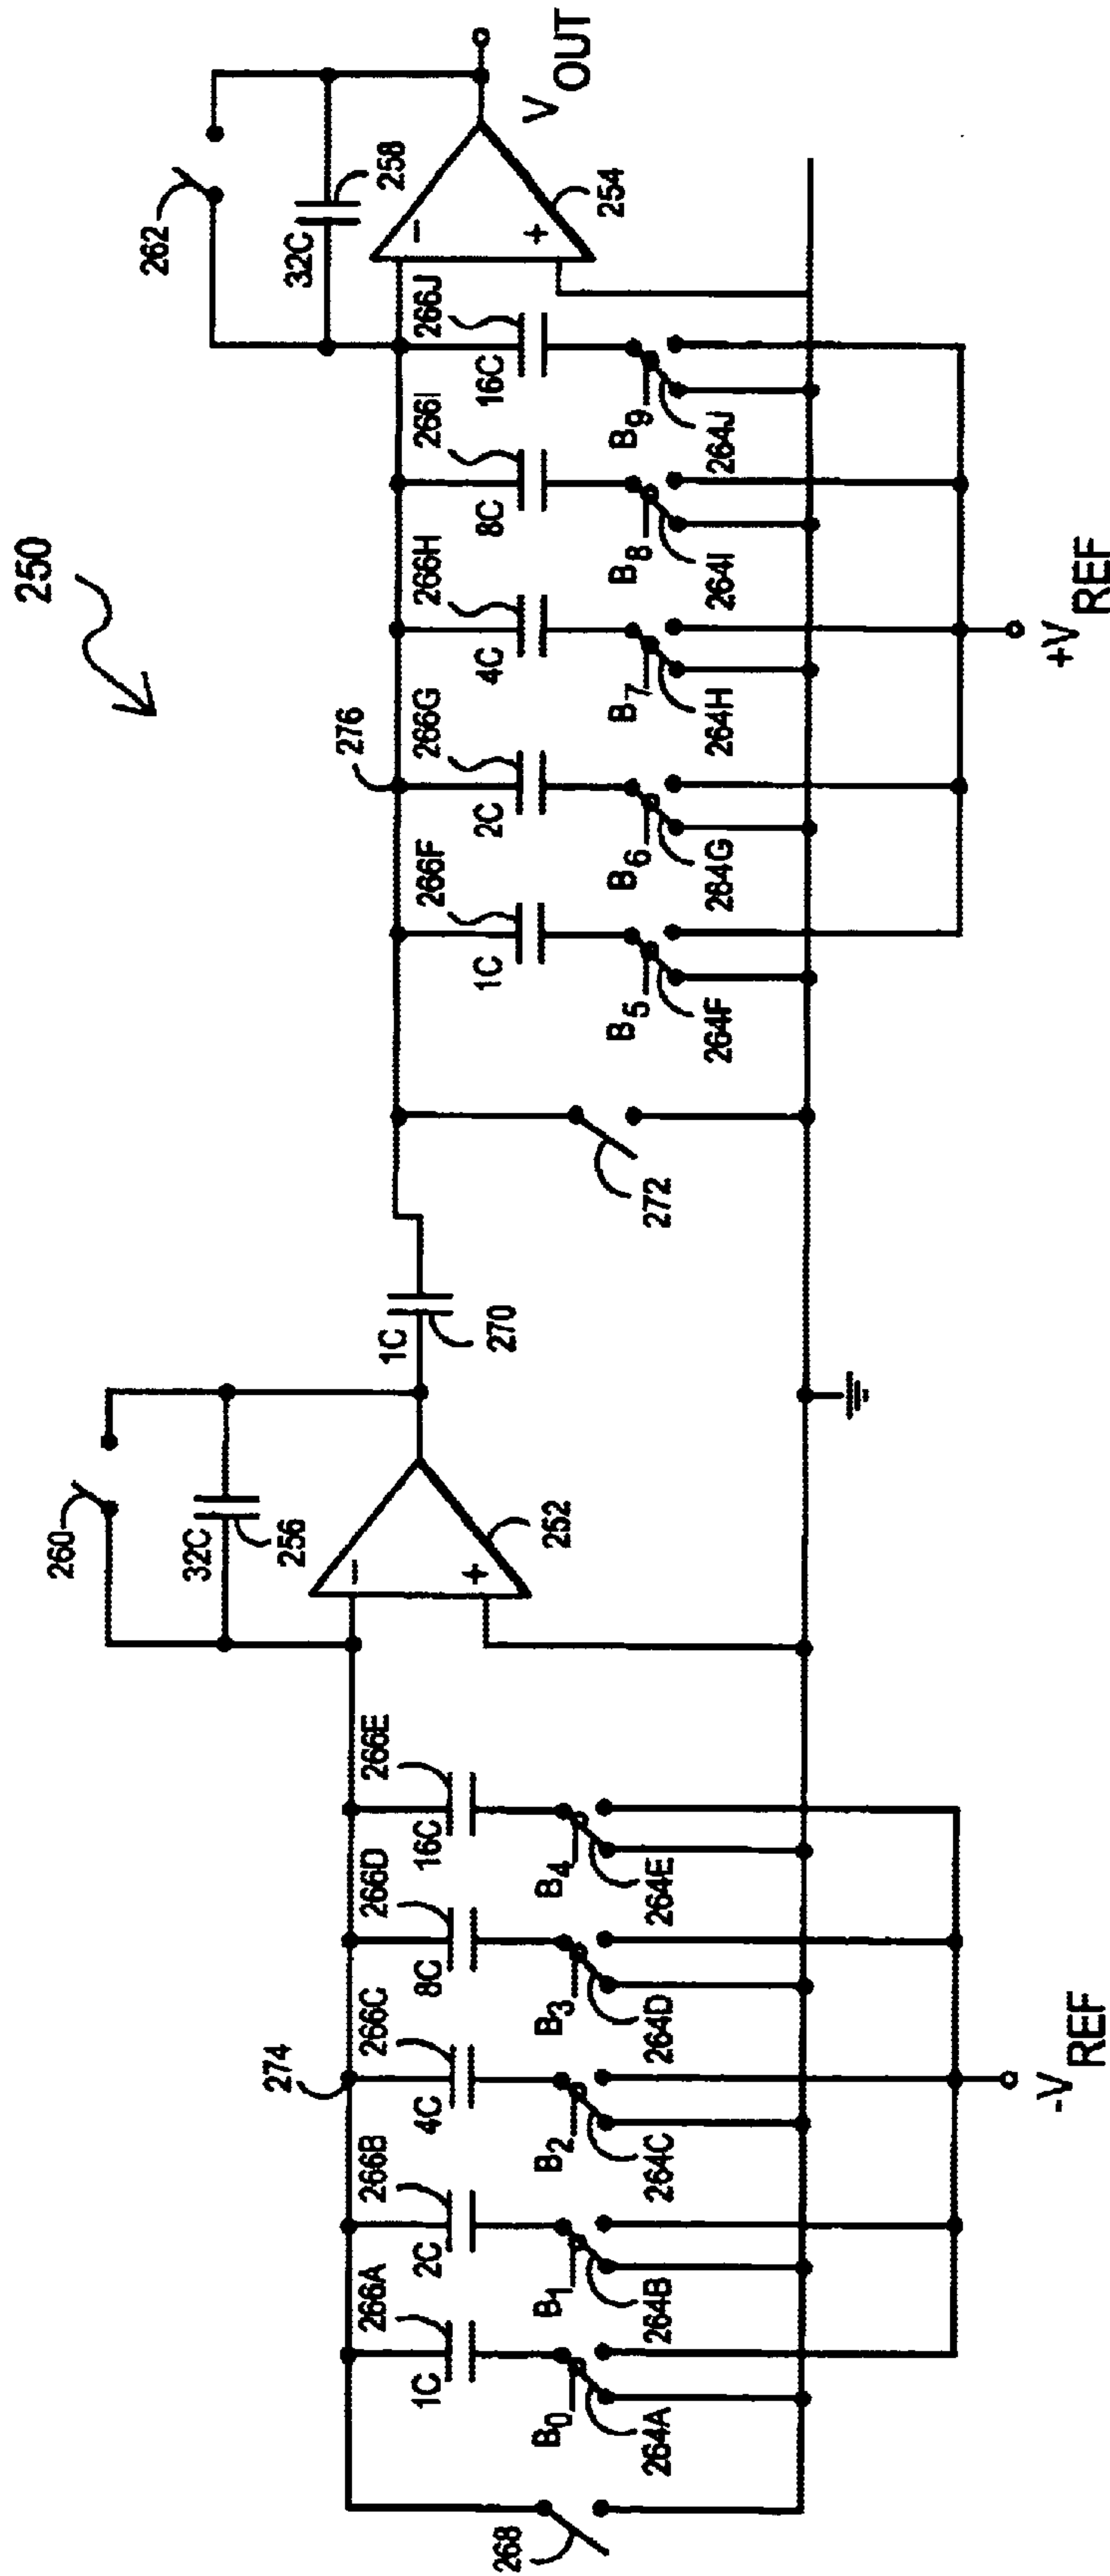 250
260
32C
256
252
262
32C
258
254
V OUT
274
276
266A
266B
266C
266D
266E
1C
2C
4C
8C
16C
1C
270
266F
266G
266H
266I
266J
1C
2C
4C
8C
16C
B0
B1
B2
B3
B4
264A
264B
264C
264D
264E
268
272
B5
B6
B7
B8
B9
264F
264G
264H
264I
264J
-VREF
+VREF